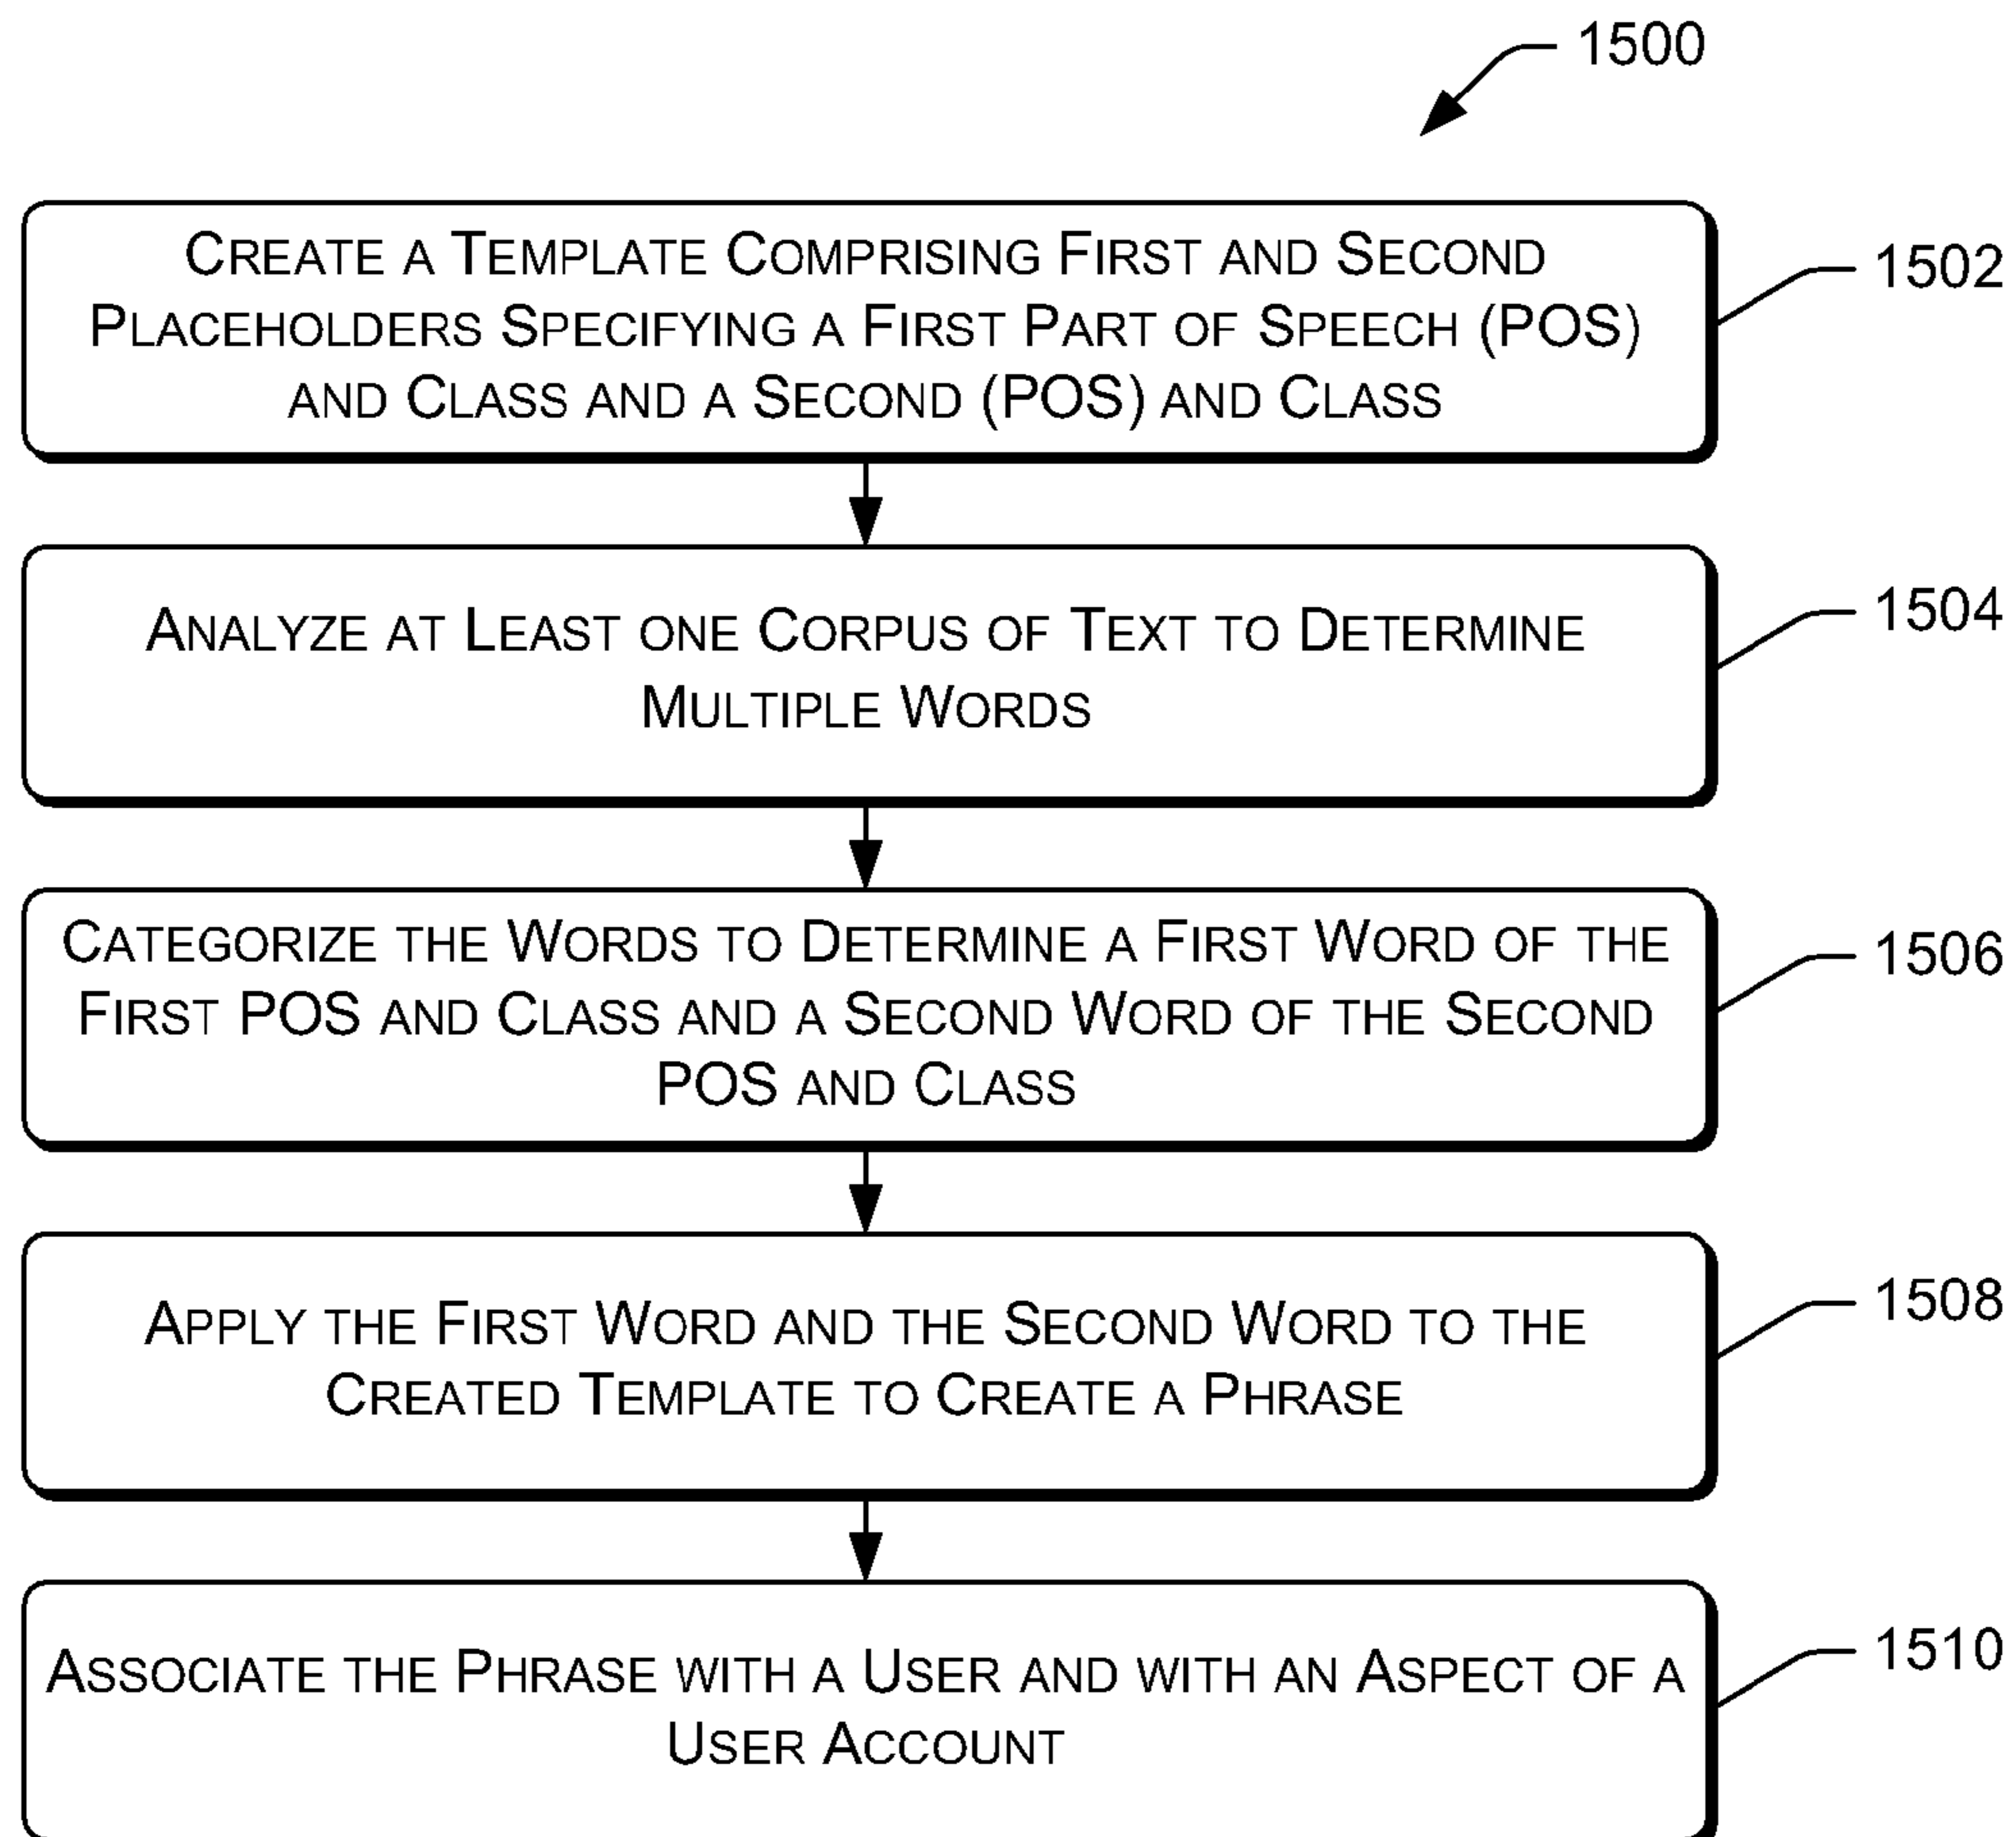 1500
Create a Template Comprising First and Second
Placeholders Specifying a First Part of Speech (POS)
and Class and a Second (POS) and Class
1502
Analyze at Least one Corpus of Text to Determine
Multiple Words
1504
Categorize the Words to Determine a First Word of the
First POS and Class and a Second Word of the Second
POS and Class
1506
Apply the First Word and the Second Word to the
Created Template to Create a Phrase
1508
Associate the Phrase with a User and with an Aspect of a
User Account
1510